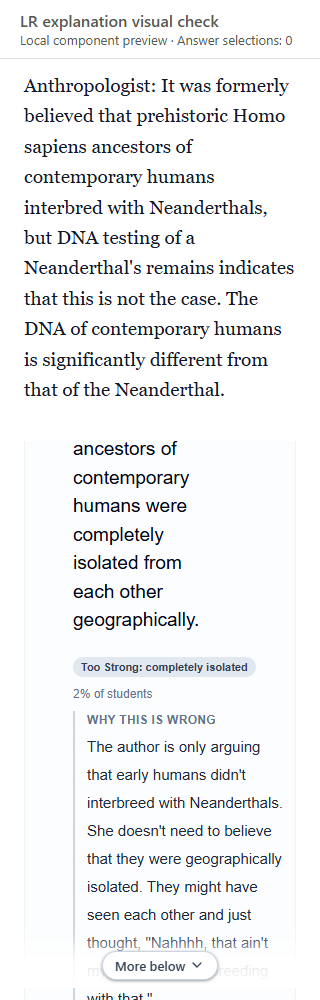 LR explanation visual check
Local component preview · Answer selections: 0
Anthropologist: It was formerly
believed that prehistoric Homo
sapiens ancestors of
contemporary humans
interbred with Neanderthals,
but DNA testing of a
Neanderthal's remains indicates
that this is not the case. The
DNA of contemporary humans
is significantly different from
that of the Neanderthal.
ancestors of
contemporary
humans were
completely
isolated from
each other
geographically.
Too Strong: completely isolated
2% of students
WHY THIS IS WRONG
The author is only arguing
that early humans didn't
interbreed with Neanderthals.
She doesn't need to believe
that they were geographically
isolated. They might have
seen each other and just
thought, "Nahhhh, that ain't
More below
with that."